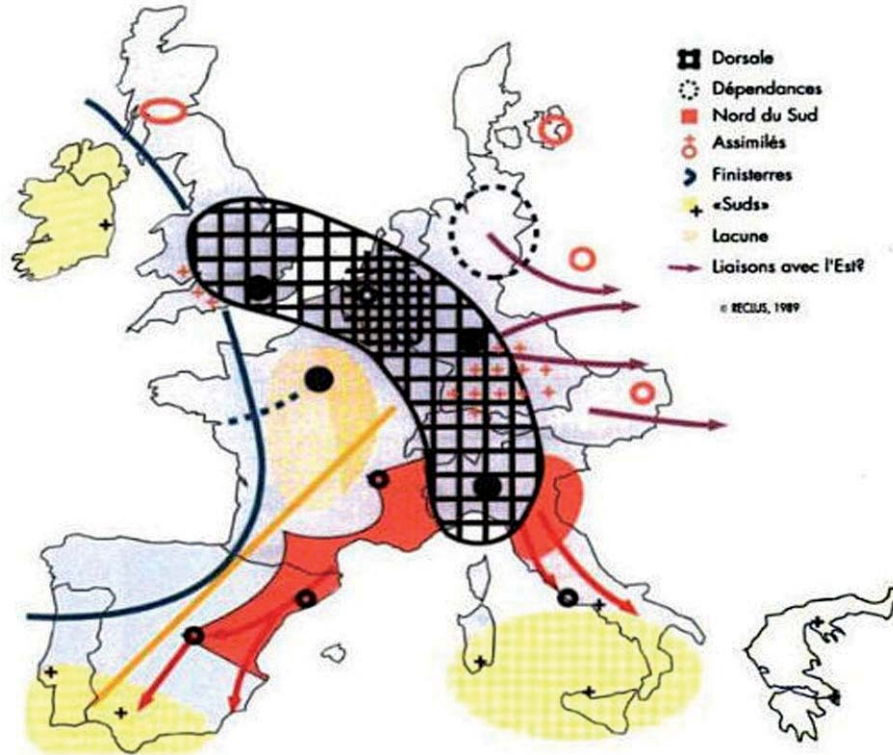 Dorsale
Dépendances
Nord du Sud
Assimilés
Finisterres
«Suds»
Lacune
Liaisons avec l'Est?
© RECLUS, 1989